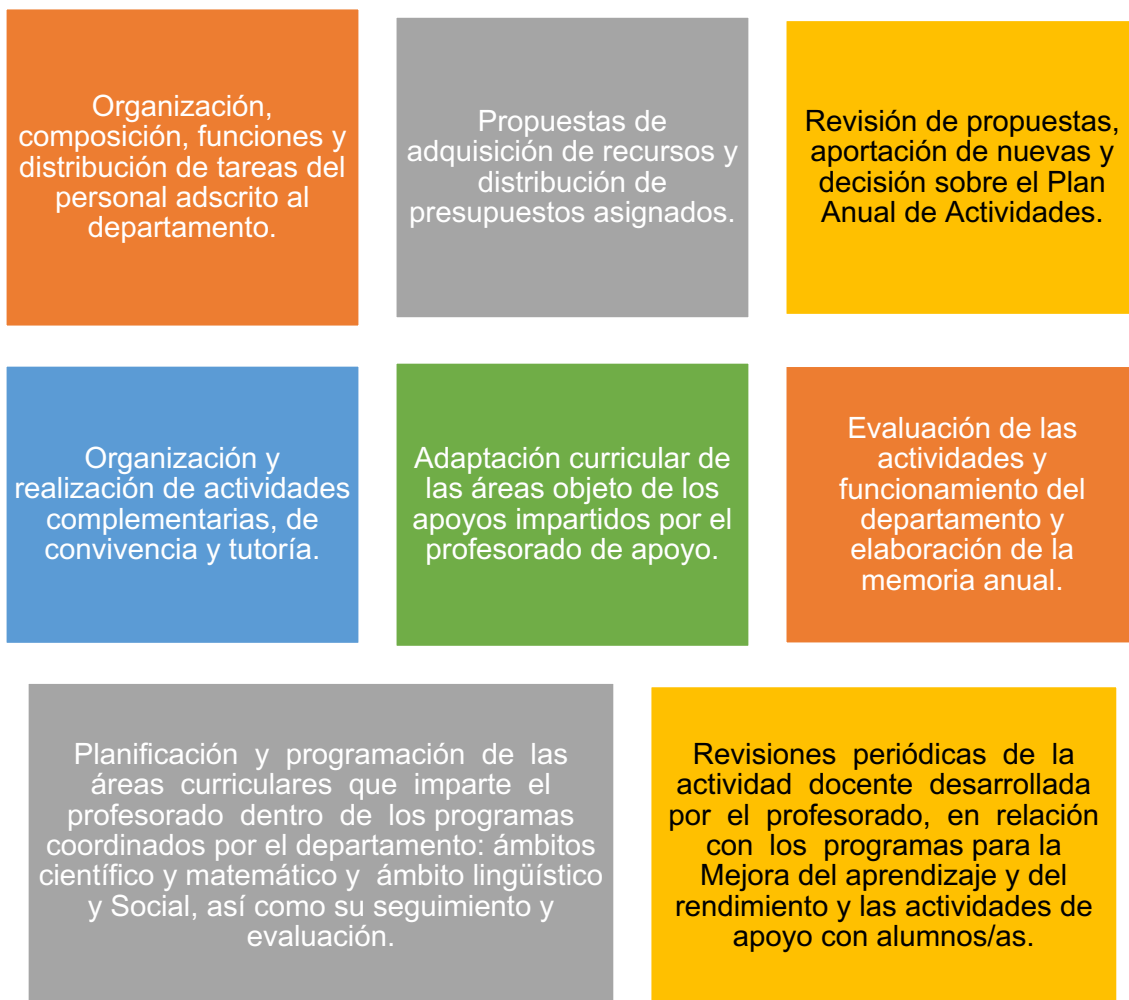 Organización,
composición, funciones y
distribución de tareas del
personal adscrito al
departamento.
Propuestas de
adquisición de recursos y
distribución de
presupuestos asignados.
Revisión de propuestas,
aportación de nuevas y
decisión sobre el Plan
Anual de Actividades.
Organización y
realización de actividades
complementarias, de
convivencia y tutoría.
Adaptación curricular de
las áreas objeto de los
apoyos impartidos por el
profesorado de apoyo.
Evaluación de las
actividades y
funcionamiento del
departamento y
elaboración de la
memoria anual.
Planificación y programación de las
áreas curriculares que imparte el
profesorado dentro de los programas
coordinados por el departamento: ámbitos
científico y matemático y ámbito lingüístico
y Social, así como su seguimiento y
evaluación.
Revisiones periódicas de la
actividad docente desarrollada
por el profesorado, en relación
con los programas para la
Mejora del aprendizaje y del
rendimiento y las actividades de
apoyo con alumnos/as.